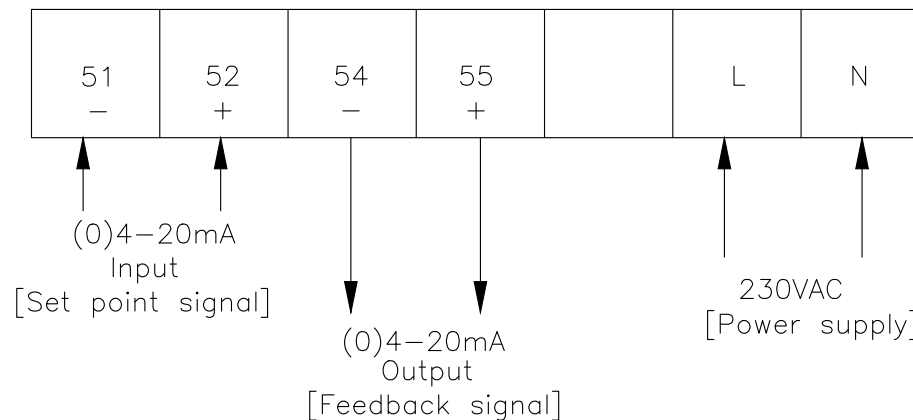 51 52 54 55 L N
- + - +
(0)4-20mA
Input
[Set point signal]
(0)4-20mA
Output
[Feedback signal]
230VAC
[Power supply]